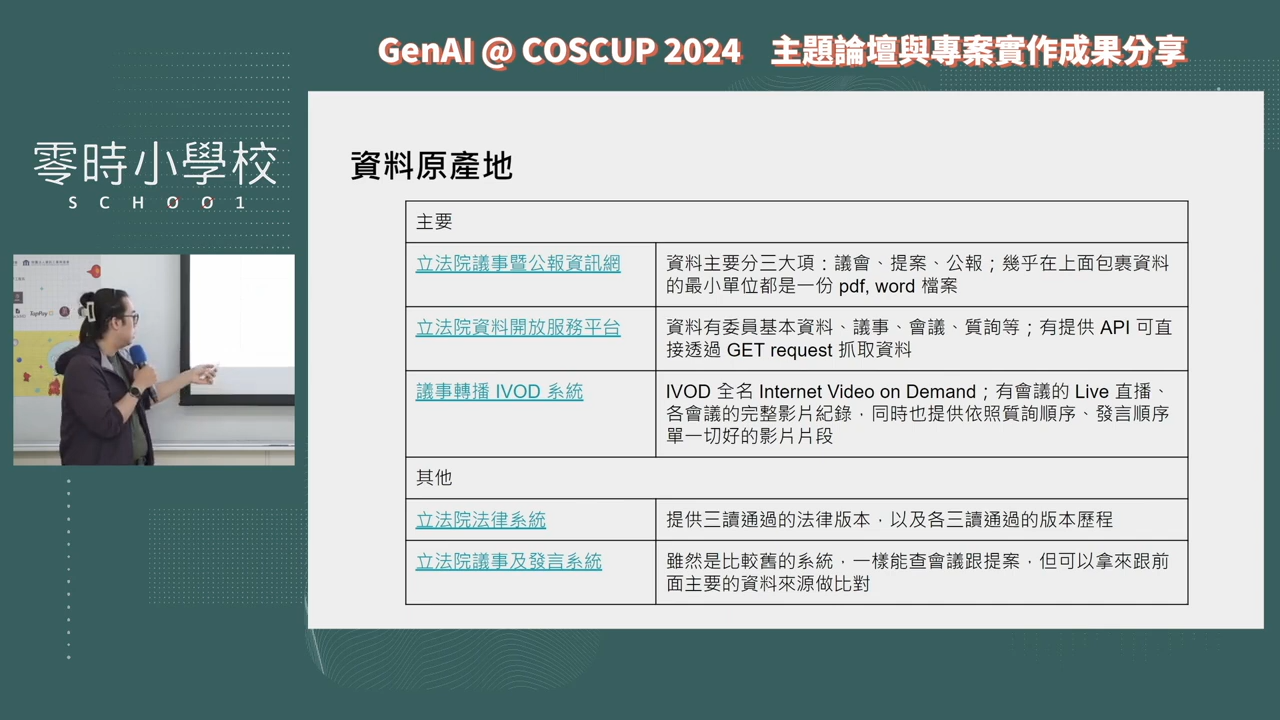 GenAI @ COSCUP 2024 主題論壇與專案實作成果分享
零時小學校
SCHOO1
資料原產地
主要
立法院議事暨公報資訊網
資料主要分三大項：議會、提案、公報；幾乎在上面包裹資料
的最小單位都是一份 pdf, word 檔案
立法院資料開放服務平台
資料有委員基本資料、議事、會議、質詢等；有提供 API 可直
接透過 GET request 抓取資料
議事轉播 IVOD 系統
IVOD 全名 Internet Video on Demand；有會議的 Live 直播、
各會議的完整影片紀錄，同時也提供依照質詢順序、發言順序
單一切好的影片片段
其他
立法院法律系統
提供三讀通過的法律版本，以及各三讀通過的版本歷程
立法院議事及發言系統
雖然是比較舊的系統，一樣能查會議跟提案，但可以拿來跟前
面主要的資料來源做比對
TapPay